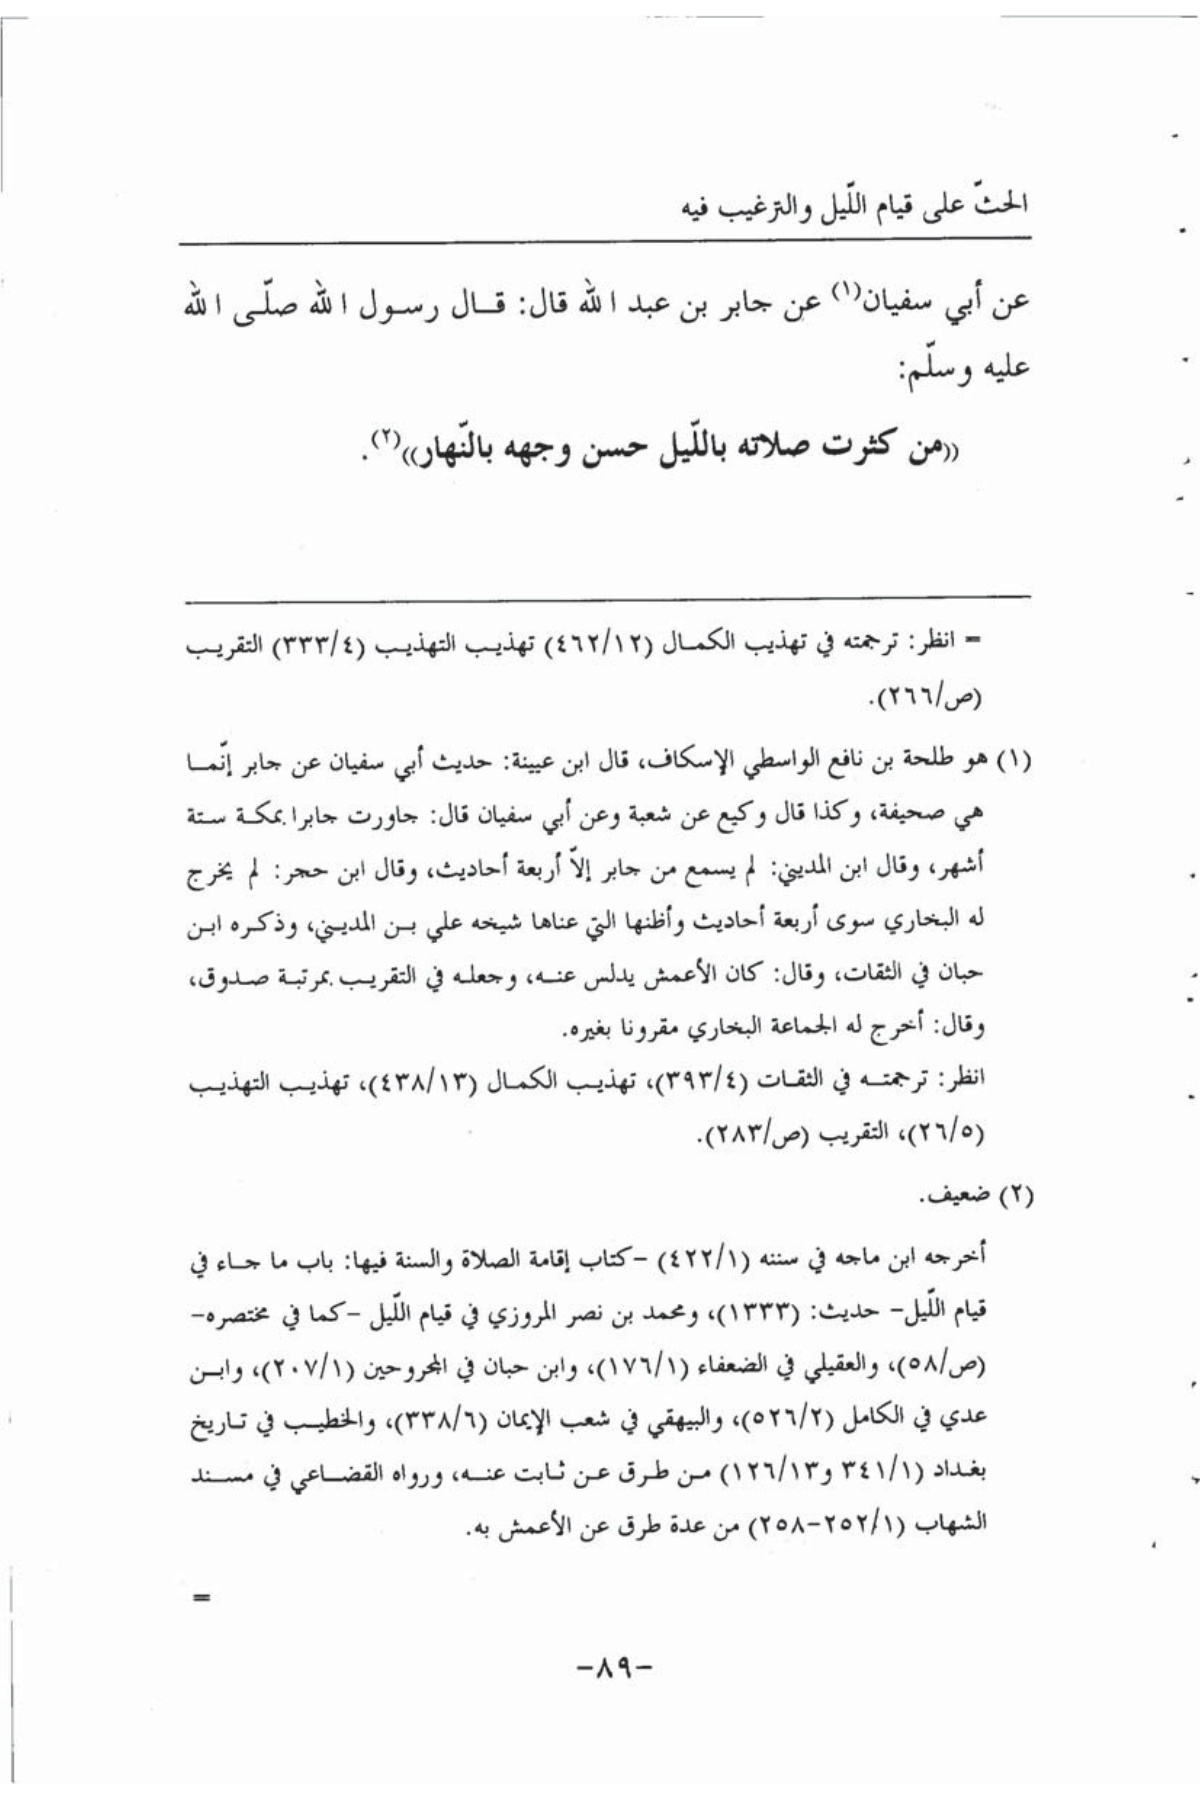 الحثّ على قيام اللّيل والترغيب فيه
عن أبي سفيان(١) عن جابر بن عبد الله قال: قال رسول الله صلّى الله
عليه وسلّم:
((من كثرت صلاته باللّيل حسن وجهه بالنّهار))(٢).
= انظر: ترجمته في تهذيب الكمال (٤٦٢/١٢) تهذيب التهذيب (٣٣٣/٤) التقريب
(ص/٢٦٦).
(١) هو طلحة بن نافع الواسطي الإسكاف، قال ابن عيينة: حديث أبي سفيان عن جابر إنّما
هي صحيفة، وكذا قال وكيع عن شعبة وعن أبي سفيان قال: جاورت جابرا بمكة ستة
أشهر، وقال ابن المديني: لم يسمع من جابر إلاّ أربعة أحاديث، وقال ابن حجر: لم يخرج
له البخاري سوى أربعة أحاديث وأظنها التي عناها شيخه علي بن المديني، وذكره ابن
حبان في الثقات، وقال: كان الأعمش يدلس عنه، وجعله في التقريب بمرتبة صدوق،
وقال: أخرج له الجماعة البخاري مقرونا بغيره.
انظر: ترجمته في الثقات (٣٩٣/٤)، تهذيب الكمال (٤٣٨/١٣)، تهذيب التهذيب
(٢٦/٥)، التقريب (ص/٢٨٣).
(٢) ضعيف.
أخرجه ابن ماجه في سننه (٤٢٢/١) -كتاب إقامة الصلاة والسنة فيها: باب ما جاء في
قيام اللّيل- حديث: (١٣٣٣)، ومحمد بن نصر المروزي في قيام اللّيل -كما في مختصره-
(ص/٥٨)، والعقيلي في الضعفاء (١٧٦/١)، وابن حبان في المجروحين (٢٠٧/١)، وابن
عدي في الكامل (٥٢٦/٢)، والبيهقي في شعب الإيمان (٣٣٨/٦)، والخطيب في تاريخ
بغداد (٣٤١/١ و١٢٦/١٣) من طرق عن ثابت عنه، ورواه القضاعي في مسند
الشهاب (٢٥٢/١-٢٥٨) من عدة طرق عن الأعمش به.
=
-٨٩-